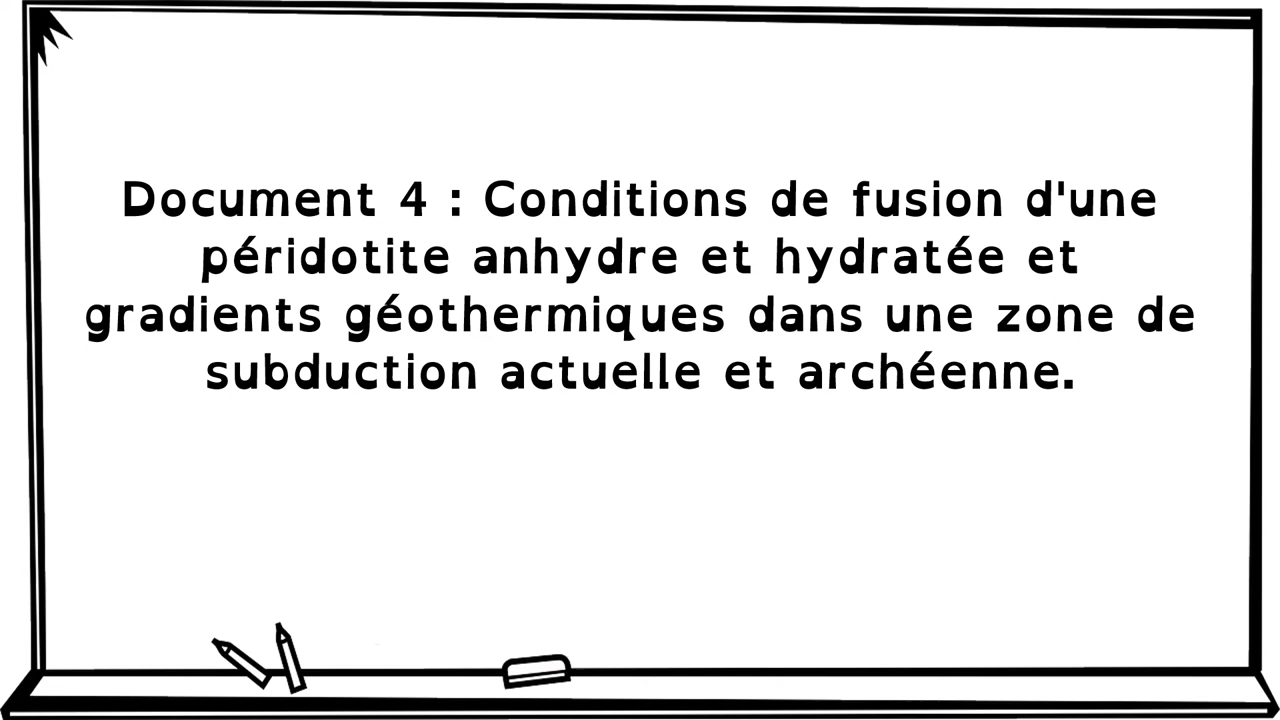 Document 4 : Conditions de fusion d'une
péridotite anhydre et hydratée et
gradients géothermiques dans une zone de
subduction actuelle et archéenne.